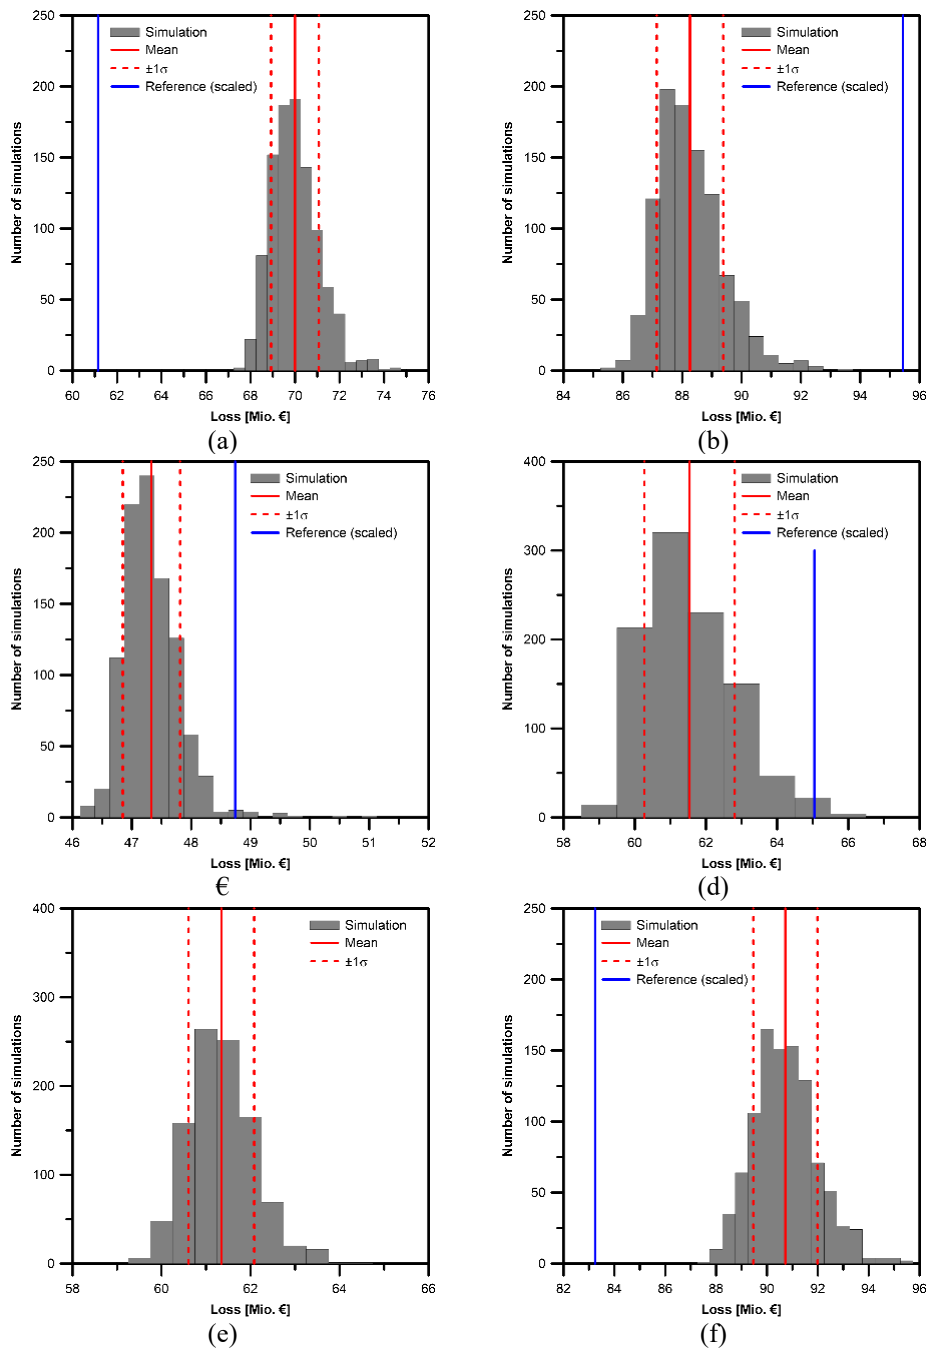 250
200
150
100
50
0
Number of simulations
Simulation
Mean
±1σ
Reference (scaled)
60 62 64 66 68 70 72 74 76
Loss [Mio. €]
(a)
250
200
150
100
50
0
Number of simulations
Simulation
Mean
±1σ
Reference (scaled)
84 86 88 90 92 94 96
Loss [Mio. €]
(b)
250
200
150
100
50
0
Number of simulations
Simulation
Mean
±1σ
Reference (scaled)
46 47 48 49 50 51 52
Loss [Mio. €]
€
400
300
200
100
0
Number of simulations
Simulation
Mean
±1σ
Reference (scaled)
58 60 62 64 66 68
Loss [Mio. €]
(d)
400
300
200
100
0
Number of simulations
Simulation
Mean
±1σ
58 60 62 64 66
Loss [Mio. €]
(e)
250
200
150
100
50
0
Number of simulations
Simulation
Mean
±1σ
Reference (scaled)
82 84 86 88 90 92 94 96
Loss [Mio. €]
(f)